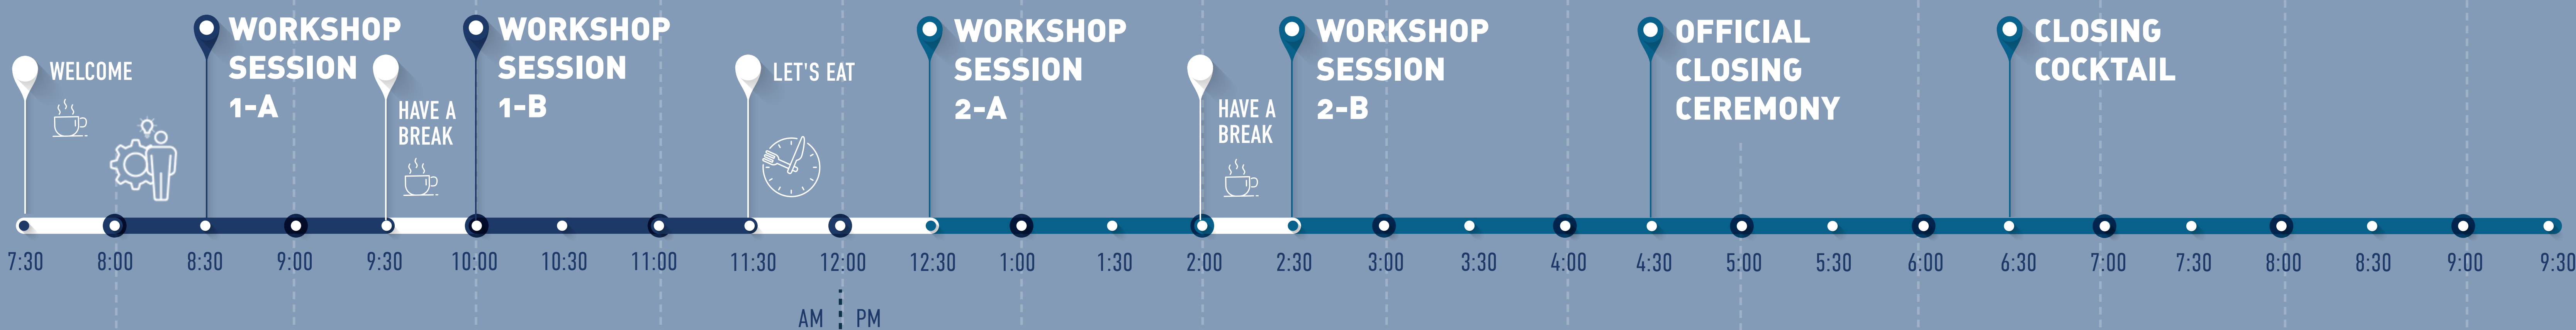 WELCOME
WORKSHOP
SESSION
1-A
HAVE A
BREAK
WORKSHOP
SESSION
1-B
LET'S EAT
WORKSHOP
SESSION
2-A
HAVE A
BREAK
WORKSHOP
SESSION
2-B
OFFICIAL
CLOSING
CEREMONY
CLOSING
COCKTAIL
7:30 8:00 8:30 9:00 9:30 10:00 10:30 11:00 11:30 12:00 12:30 1:00 1:30 2:00 2:30 3:00 3:30 4:00 4:30 5:00 5:30 6:00 6:30 7:00 7:30 8:00 8:30 9:00 9:30
AM PM